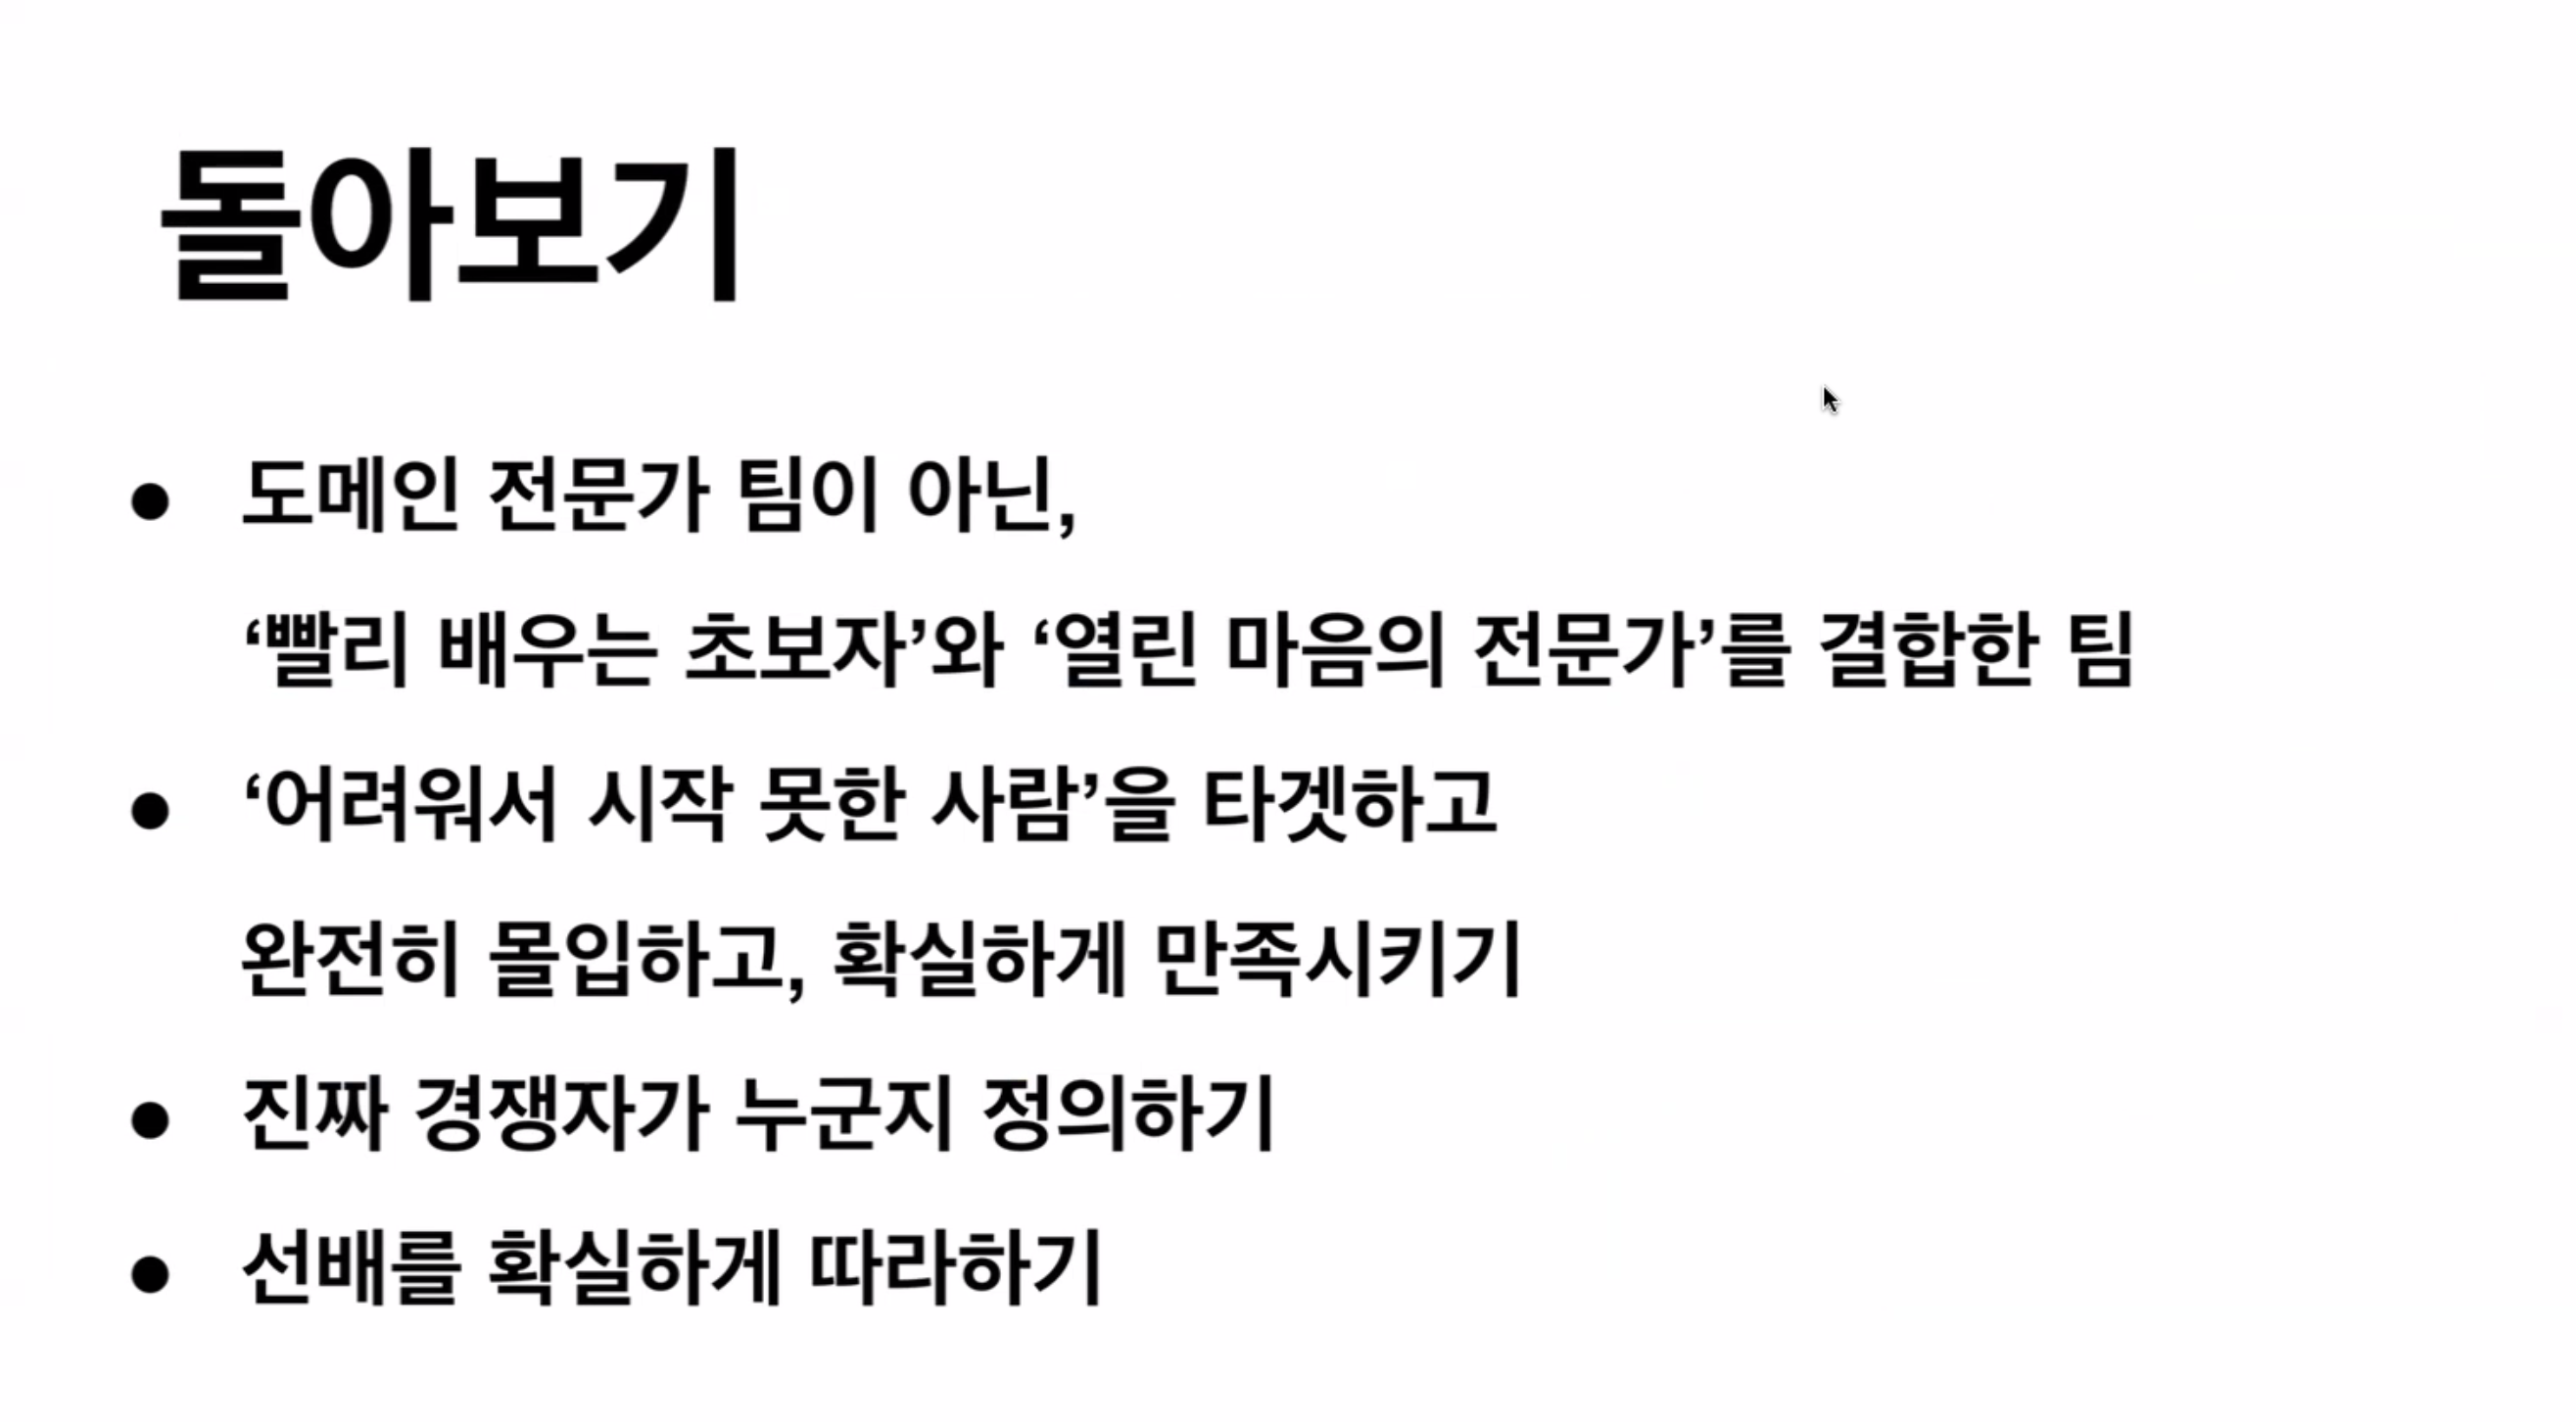 돌아보기
● 도메인 전문가 팀이 아닌,
‘빨리 배우는 초보자’와 ‘열린 마음의 전문가’를 결합한 팀
● ‘어려워서 시작 못한 사람’을 타겟하고
완전히 몰입하고, 확실하게 만족시키기
● 진짜 경쟁자가 누군지 정의하기
● 선배를 확실하게 따라하기